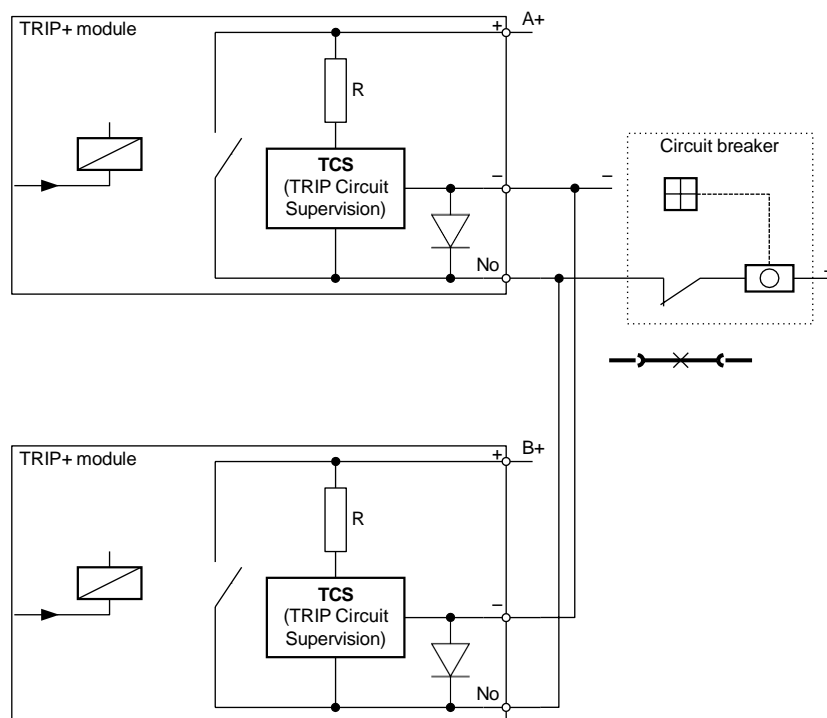 TRIP+ module
+
A+
R
TCS
(TRIP Circuit
Supervision)
–
–
No
Circuit breaker
–
TRIP+ module
+
B+
R
TCS
(TRIP Circuit
Supervision)
–
No